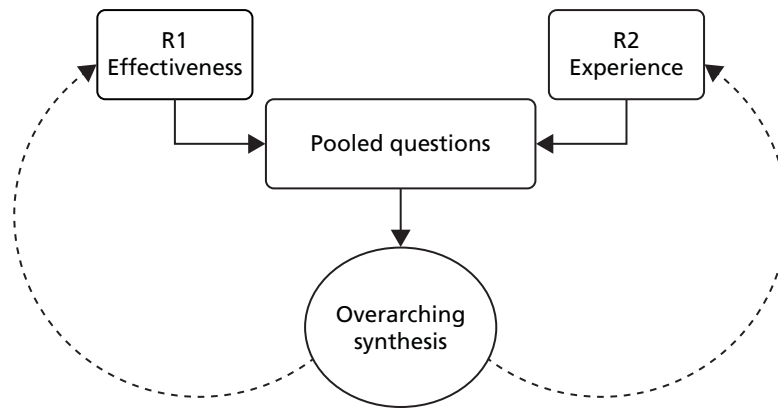 R1
Effectiveness
R2
Experience
Pooled questions
Overarching
synthesis